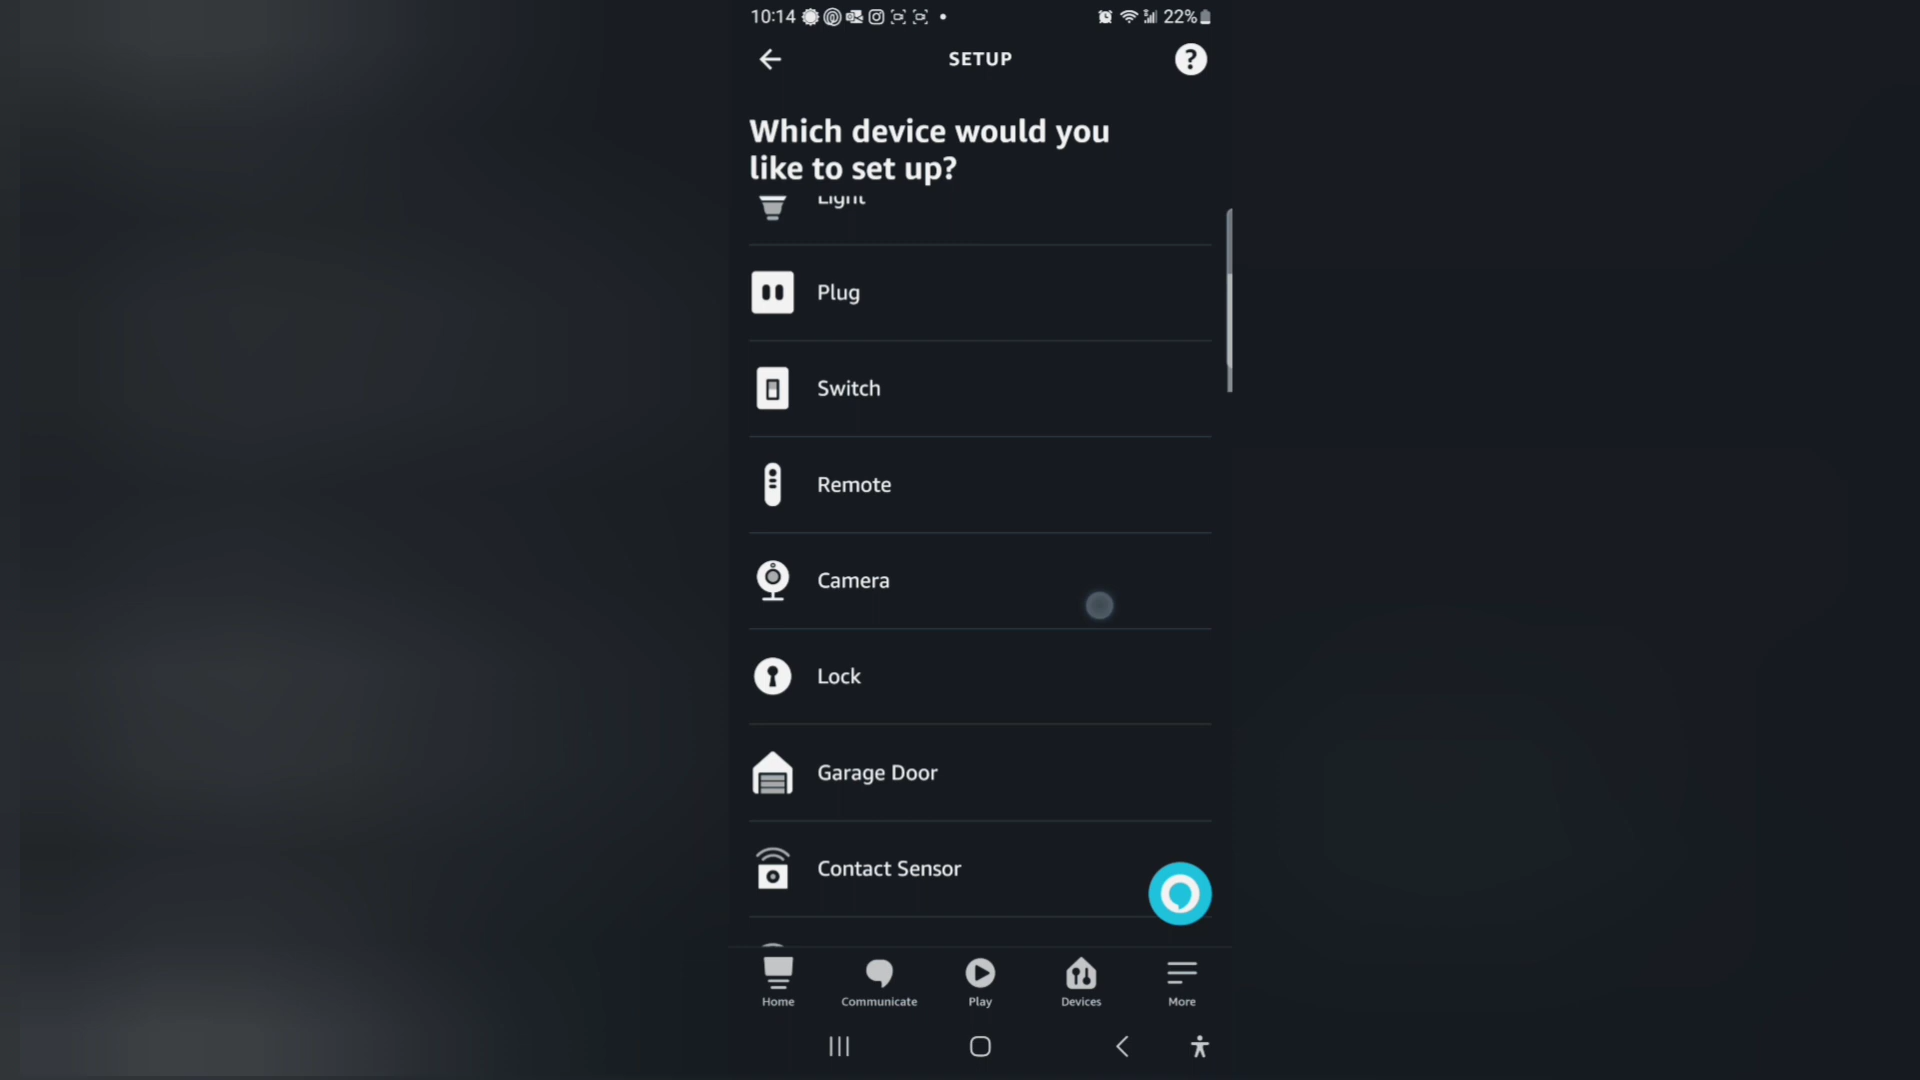 10:14
22%
SETUP
?
Which device would you
like to set up?
Light
Plug
Switch
Remote
Camera
Lock
Garage Door
Contact Sensor
Home
Communicate
Play
Devices
More